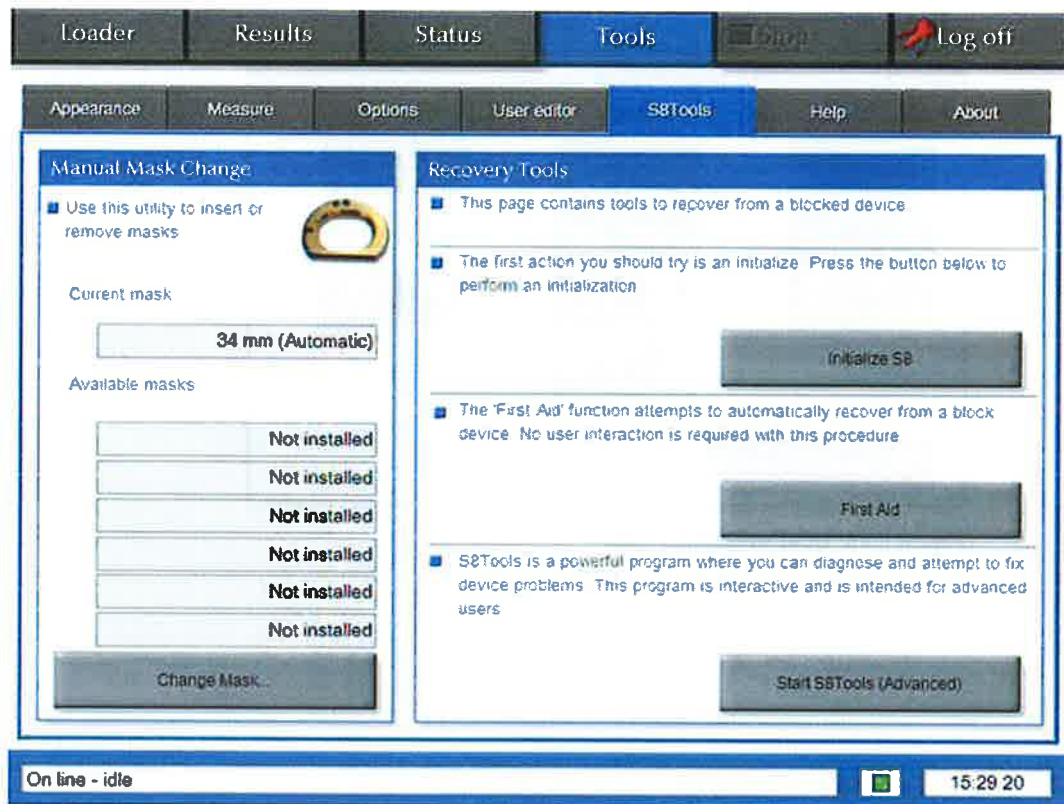 Loader
Results
Status
Tools
Stop
Log off
Appearance
Measure
Options
User editor
S8Tools
Help
About
Manual Mask Change
Use this utility to insert or
remove masks
Current mask
34 mm (Automatic)
Available masks
Not installed
Not installed
Not installed
Not installed
Not installed
Not installed
Change Mask...
Recovery Tools
This page contains tools to recover from a blocked device
The first action you should try is an initialize. Press the button below to
perform an initialization
Initialize S8
The 'First Aid' function attempts to automatically recover from a block
device. No user interaction is required with this procedure
First Aid
S8Tools is a powerful program where you can diagnose and attempt to fix
device problems. This program is interactive and is intended for advanced
users
Start S8Tools (Advanced)
On line - idle
15:29 20